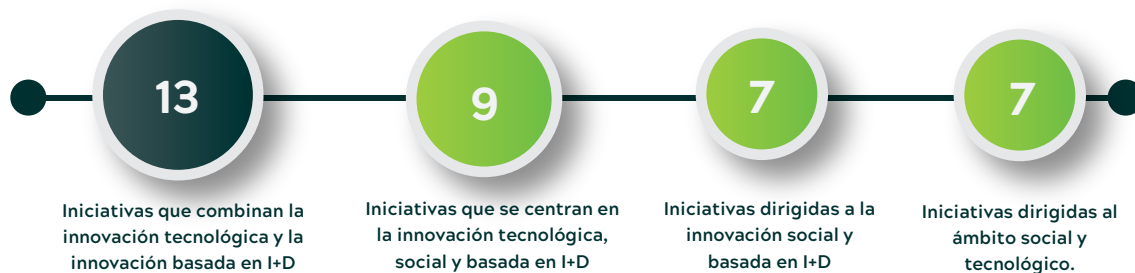 13
Iniciativas que combinan la
innovación tecnológica y la
innovación basada en I+D
9
Iniciativas que se centran en
la innovación tecnológica,
social y basada en I+D
7
Iniciativas dirigidas a la
innovación social y
basada en I+D
7
Iniciativas dirigidas al
ámbito social y
tecnológico.